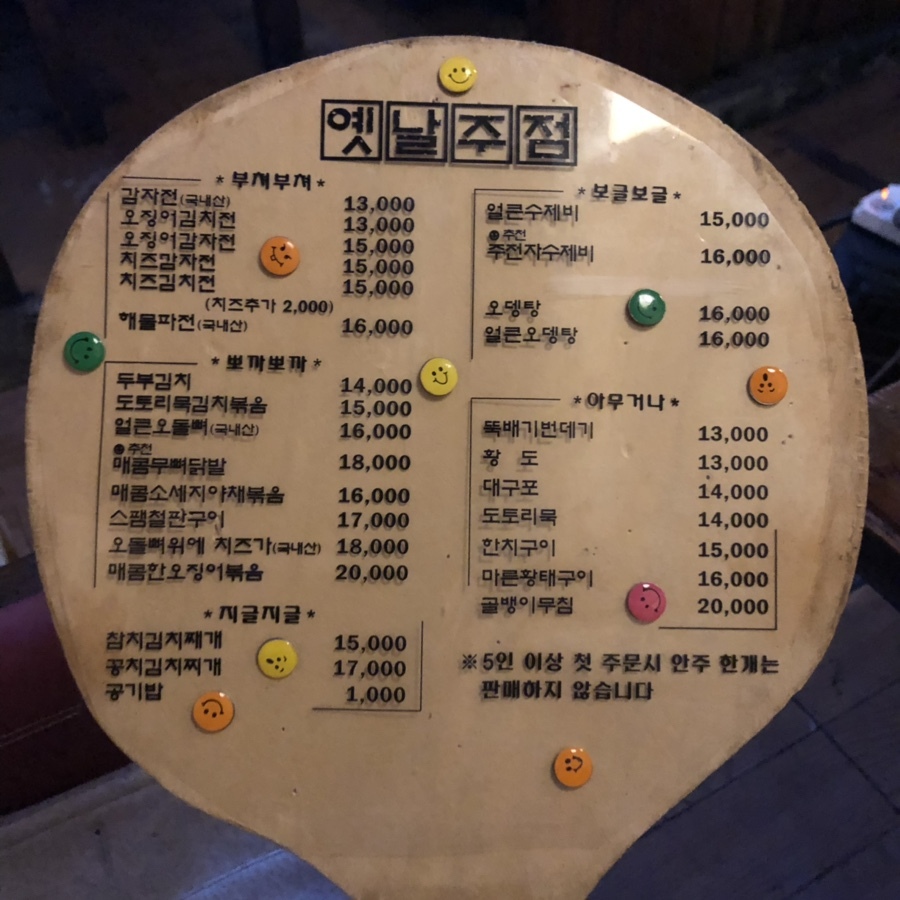 옛날주점
* 부쳐부쳐 *
감자전(국내산) 13,000
오징어김치전 13,000
오징어감자전 15,000
치즈감자전 15,000
치즈김치전 15,000
(치즈추가 2,000)
해물파전(국내산) 16,000
* 뽀까뽀까 *
두부김치 14,000
도토리묵김치볶음 15,000
얼큰오돌뼈(국내산) 16,000
추천
매콤무뼈닭발 18,000
매콤소세지야채볶음 16,000
스팸철판구이 17,000
오돌뼈위에 치즈가(국내산) 18,000
매콤한오징어볶음 20,000
* 지글지글 *
참치김치째개 15,000
꽁치김치찌개 17,000
공기밥 1,000
* 보글보글 *
얼큰수제비 15,000
추천
주전자수제비 16,000
오뎅탕 16,000
얼큰오뎅탕 16,000
* 아무거나 *
뚝배기번데기 13,000
황 도 13,000
대구포 14,000
도토리묵 14,000
한치구이 15,000
마른황태구이 16,000
골뱅이무침 20,000
※ 5인 이상 첫 주문시 안주 한개는
판매하지 않습니다